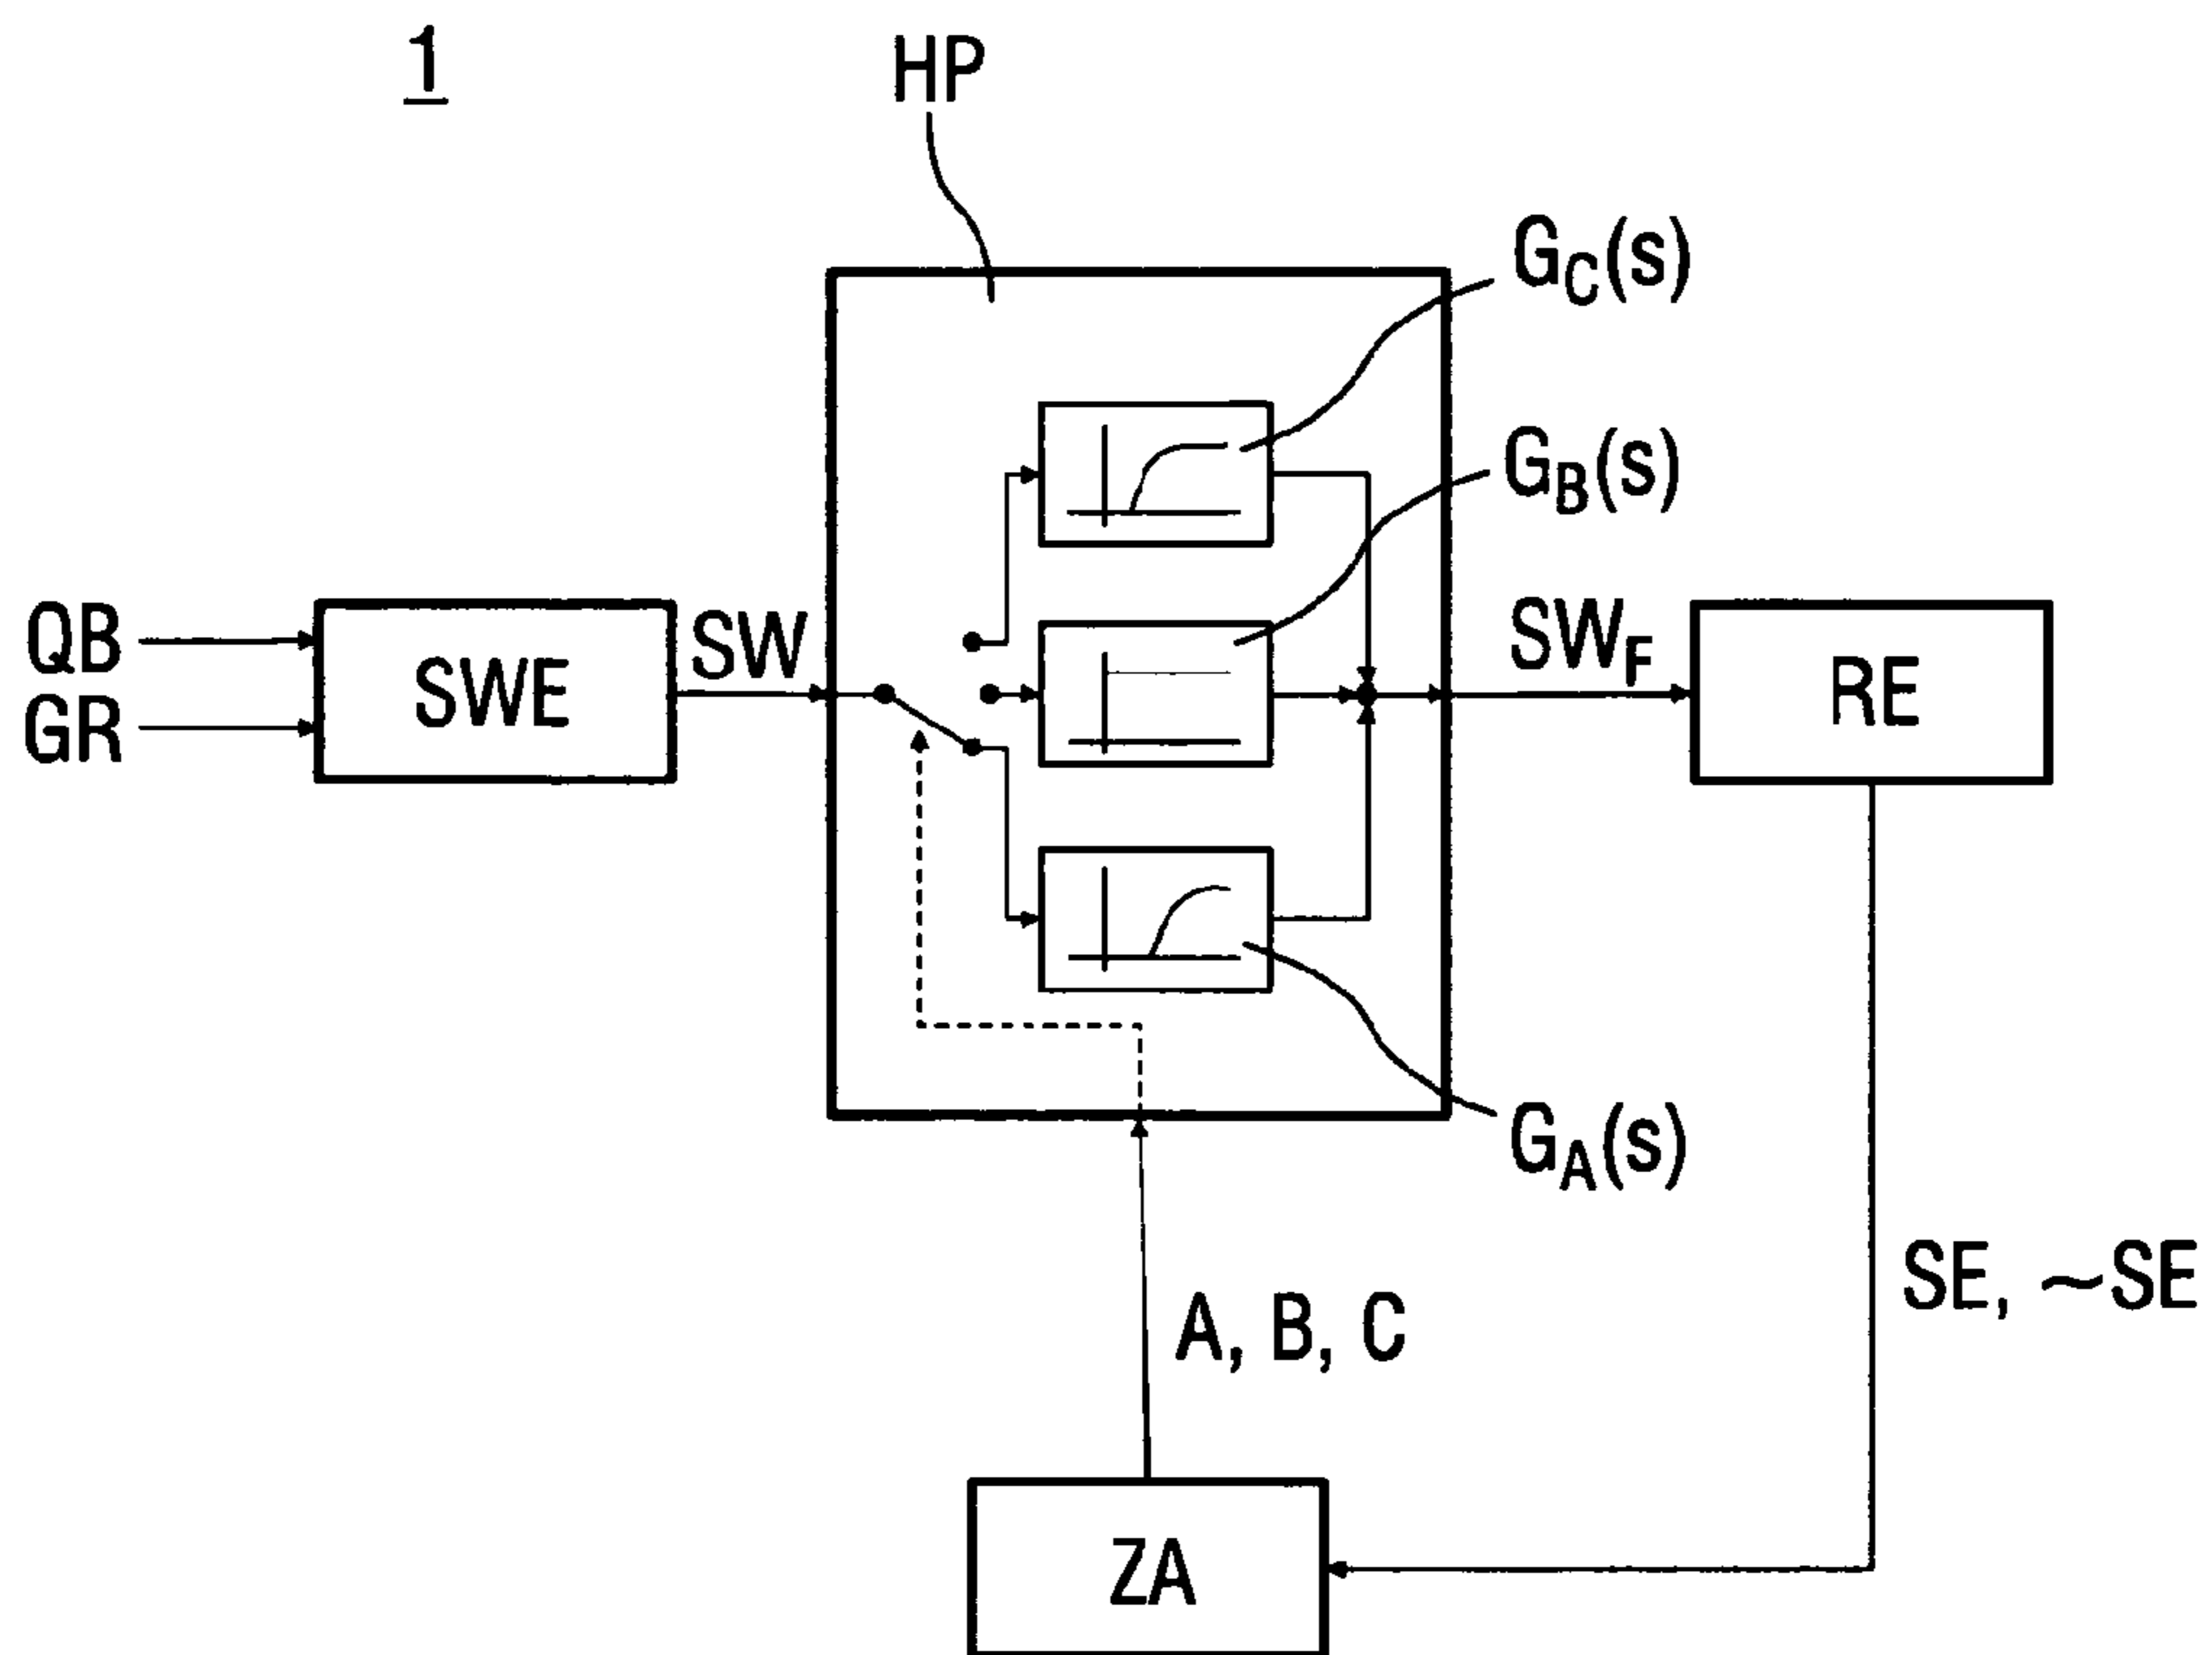 1
HP
G_C(s)
G_B(s)
QB
GR
SWE
SW
SW_F
RE
G_A(s)
SE, ~SE
A, B, C
ZA